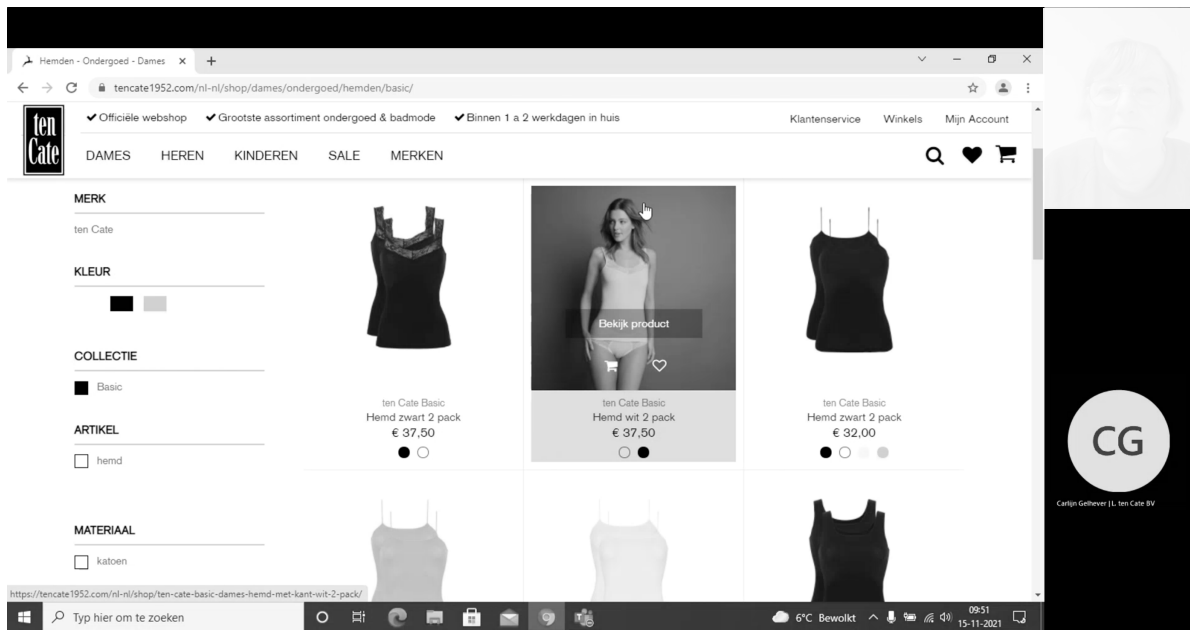 Hemden - Ondergoed - Dames
tencate1952.com/nl-nl/shop/dames/ondergoed/hemden/basic/
ten
Cate
Officiële webshop
Grootste assortiment ondergoed & badmode
Binnen 1 a 2 werkdagen in huis
Klantenservice
Winkels
Mijn Account
DAMES
HEREN
KINDEREN
SALE
MERKEN
MERK
ten Cate
KLEUR
COLLECTIE
Basic
ARTIKEL
hemd
MATERIAAL
katoen
ten Cate Basic
Hemd zwart 2 pack
€ 37,50
Bekijk product
ten Cate Basic
Hemd wit 2 pack
€ 37,50
ten Cate Basic
Hemd zwart 2 pack
€ 32,00
CG
Carlijn Gelhever | L. ten Cate BV
https://tencate1952.com/nl-nl/shop/ten-cate-basic-dames-hemd-met-kant-wit-2-pack/
Typ hier om te zoeken
6°C Bewolkt
09:51
15-11-2021